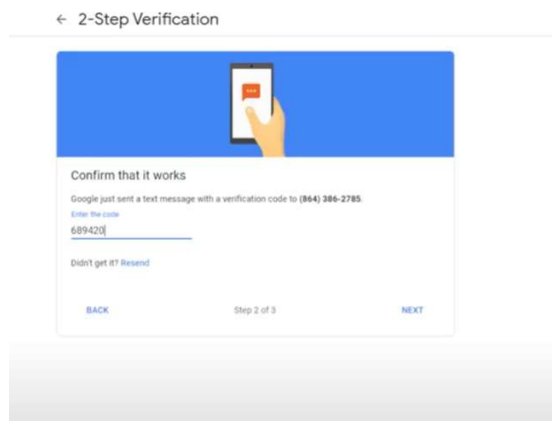 ← 2-Step Verification
Confirm that it works
Google just sent a text message with a verification code to (864) 386-2785.
Enter the code
689420
Didn't get it? Resend
BACK Step 2 of 3 NEXT